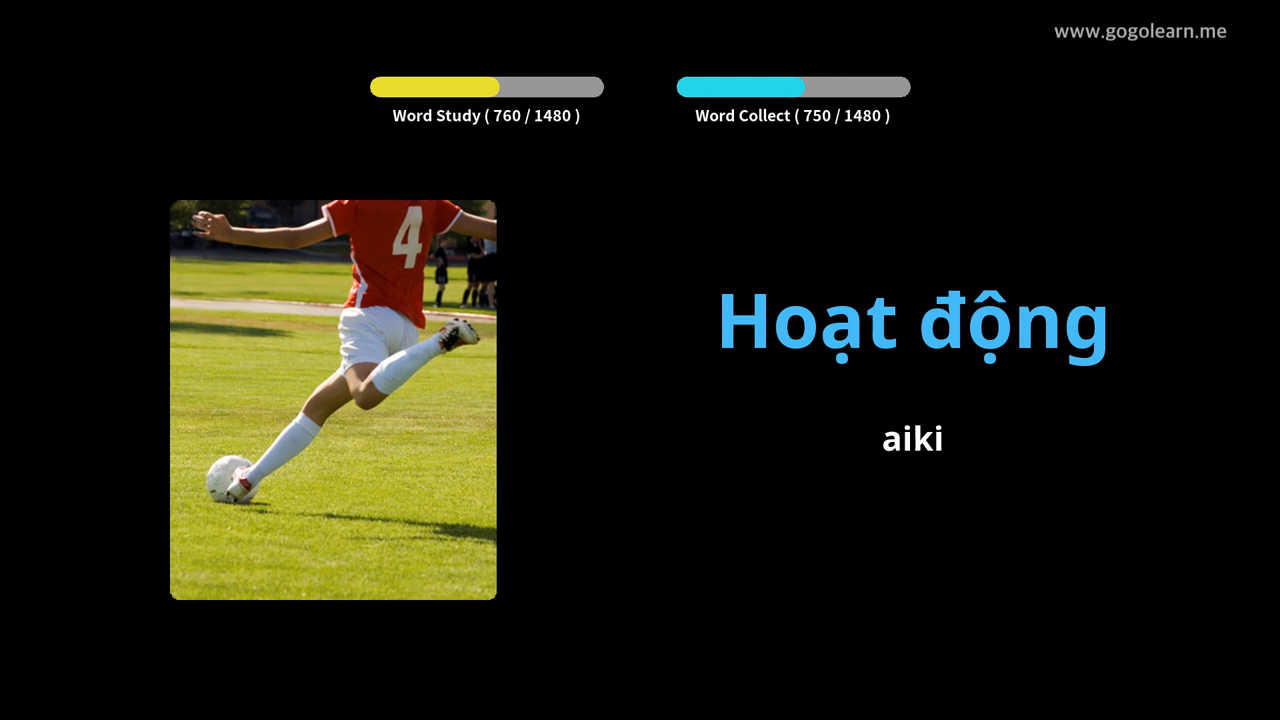 www.gogolearn.me
Word Study ( 760 / 1480 )
Word Collect ( 750 / 1480 )
4
Hoạt động
aiki